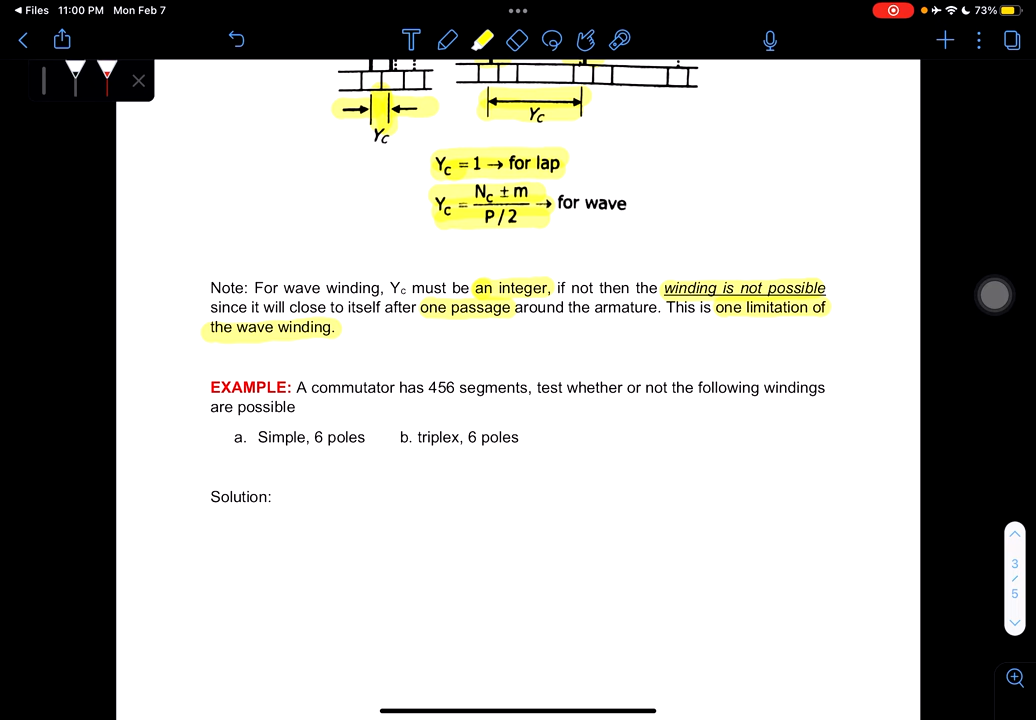 ◂ Files 11:00 PM Mon Feb 7
73%
T
Yc
Yc
Yc = 1 → for lap
Yc = Nc ± m / P / 2 → for wave
Note: For wave winding, Yc must be an integer, if not then the winding is not possible
since it will close to itself after one passage around the armature. This is one limitation of
the wave winding.
EXAMPLE: A commutator has 456 segments, test whether or not the following windings
are possible
a. Simple, 6 poles b. triplex, 6 poles
Solution:
3
/
5